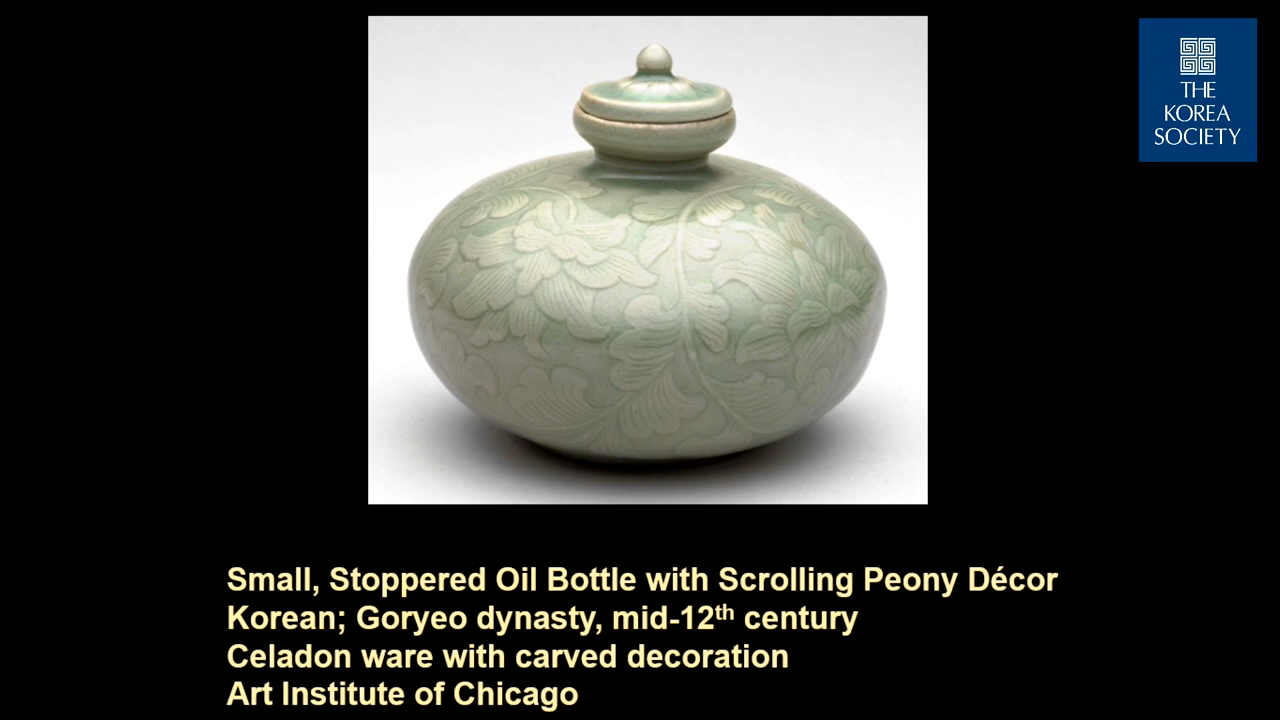 THE
KOREA
SOCIETY
Small, Stoppered Oil Bottle with Scrolling Peony Décor
Korean; Goryeo dynasty, mid-12th century
Celadon ware with carved decoration
Art Institute of Chicago